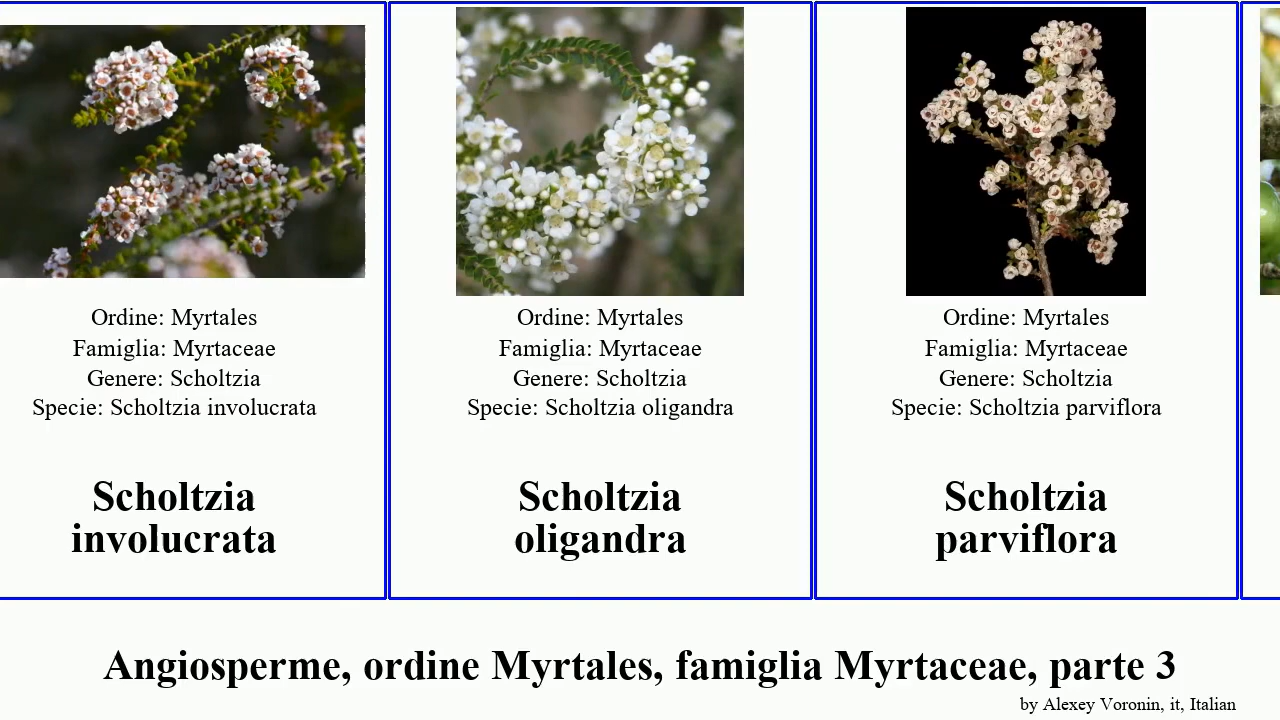 Ordine: Myrtales
Famiglia: Myrtaceae
Genere: Scholtzia
Specie: Scholtzia involucrata
Scholtzia
involucrata
Ordine: Myrtales
Famiglia: Myrtaceae
Genere: Scholtzia
Specie: Scholtzia oligandra
Scholtzia
oligandra
Ordine: Myrtales
Famiglia: Myrtaceae
Genere: Scholtzia
Specie: Scholtzia parviflora
Scholtzia
parviflora
Angiosperme, ordine Myrtales, famiglia Myrtaceae, parte 3
by Alexey Voronin, it, Italian